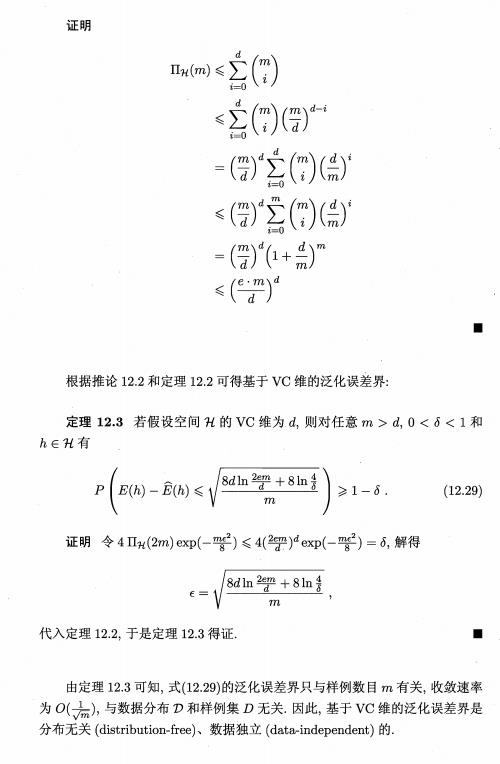 证明
$\Pi_{\mathcal{H}}(m) \leqslant \sum_{i=0}^{d} \binom{m}{i}$
$\leqslant \sum_{i=0}^{d} \binom{m}{i} \left(\frac{m}{d}\right)^{d-i}$
$= \left(\frac{m}{d}\right)^{d} \sum_{i=0}^{d} \binom{m}{i} \left(\frac{d}{m}\right)^{i}$
$\leqslant \left(\frac{m}{d}\right)^{d} \sum_{i=0}^{m} \binom{m}{i} \left(\frac{d}{m}\right)^{i}$
$= \left(\frac{m}{d}\right)^{d} \left(1 + \frac{d}{m}\right)^{m}$
$\leqslant \left(\frac{e \cdot m}{d}\right)^{d}$
■
根据推论 12.2 和定理 12.2 可得基于 VC 维的泛化误差界:
定理 12.3 若假设空间 $\mathcal{H}$ 的 VC 维为 $d$, 则对任意 $m > d$, $0 < \delta < 1$ 和
$h \in \mathcal{H}$ 有
$P\left( E(h) - \widehat{E}(h) \leqslant \sqrt{\frac{8d \ln \frac{2em}{d} + 8 \ln \frac{4}{\delta}}{m}} \right) \geqslant 1 - \delta .$ (12.29)
证明 令 $4\,\Pi_{\mathcal{H}}(2m) \exp(-\frac{m\epsilon^2}{8}) \leqslant 4(\frac{2em}{d})^d \exp(-\frac{m\epsilon^2}{8}) = \delta$, 解得
$\epsilon = \sqrt{\frac{8d \ln \frac{2em}{d} + 8 \ln \frac{4}{\delta}}{m}} ,$
代入定理 12.2, 于是定理 12.3 得证. ■
由定理 12.3 可知, 式(12.29)的泛化误差界只与样例数目 $m$ 有关, 收敛速率
为 $O(\frac{1}{\sqrt{m}})$, 与数据分布 $\mathcal{D}$ 和样例集 $D$ 无关. 因此, 基于 VC 维的泛化误差界是
分布无关 (distribution-free)、数据独立 (data-independent) 的.